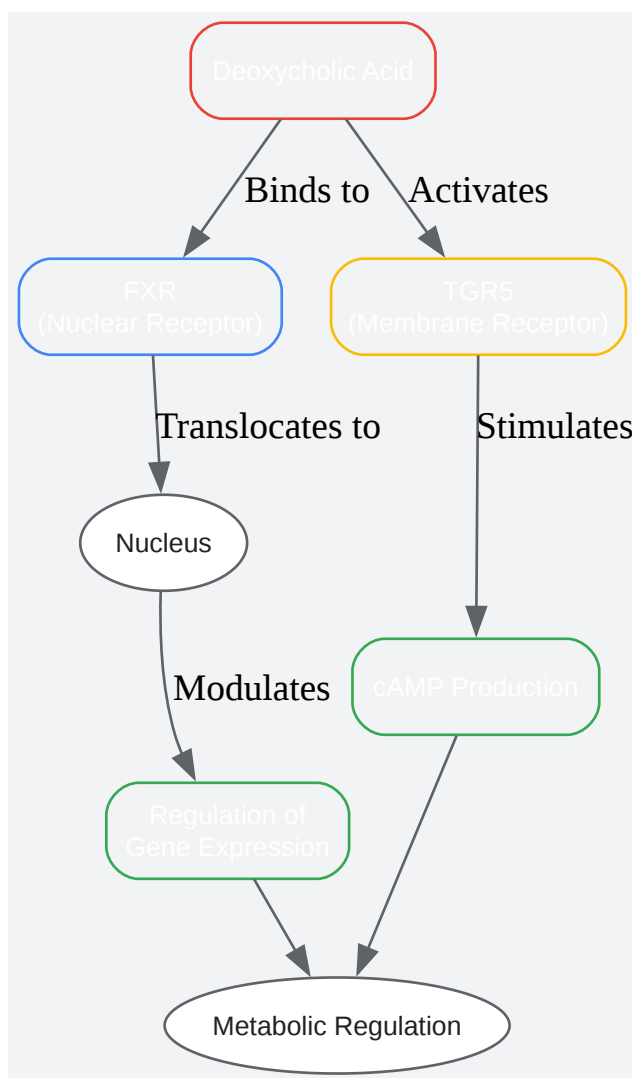 Deoxycholic Acid
Binds to
Activates
FXR
(Nuclear Receptor)
TGR5
(Membrane Receptor)
Translocates to
Stimulates
Nucleus
Modulates
cAMP Production
Regulation of
Gene Expression
Metabolic Regulation